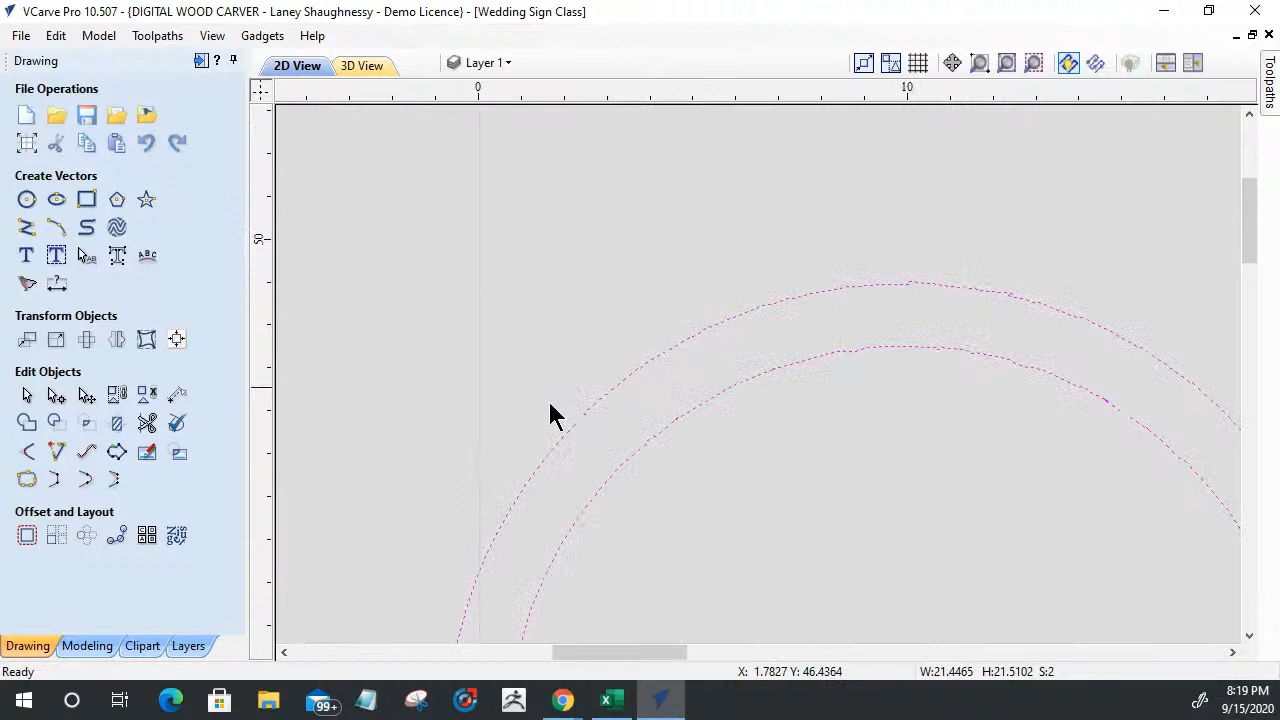 VCarve Pro 10.507 - {DIGITAL WOOD CARVER - Laney Shaughnessy - Demo Licence} - [Wedding Sign Class]
File Edit Model Toolpaths View Gadgets Help
Drawing
2D View 3D View Layer 1
File Operations
0 10
50
Create Vectors
Transform Objects
Edit Objects
Offset and Layout
Toolpaths
Drawing Modeling Clipart Layers
Ready X: 1.7827 Y: 46.4364 W:21.4465 H:21.5102 S:2
99+
8:19 PM
9/15/2020